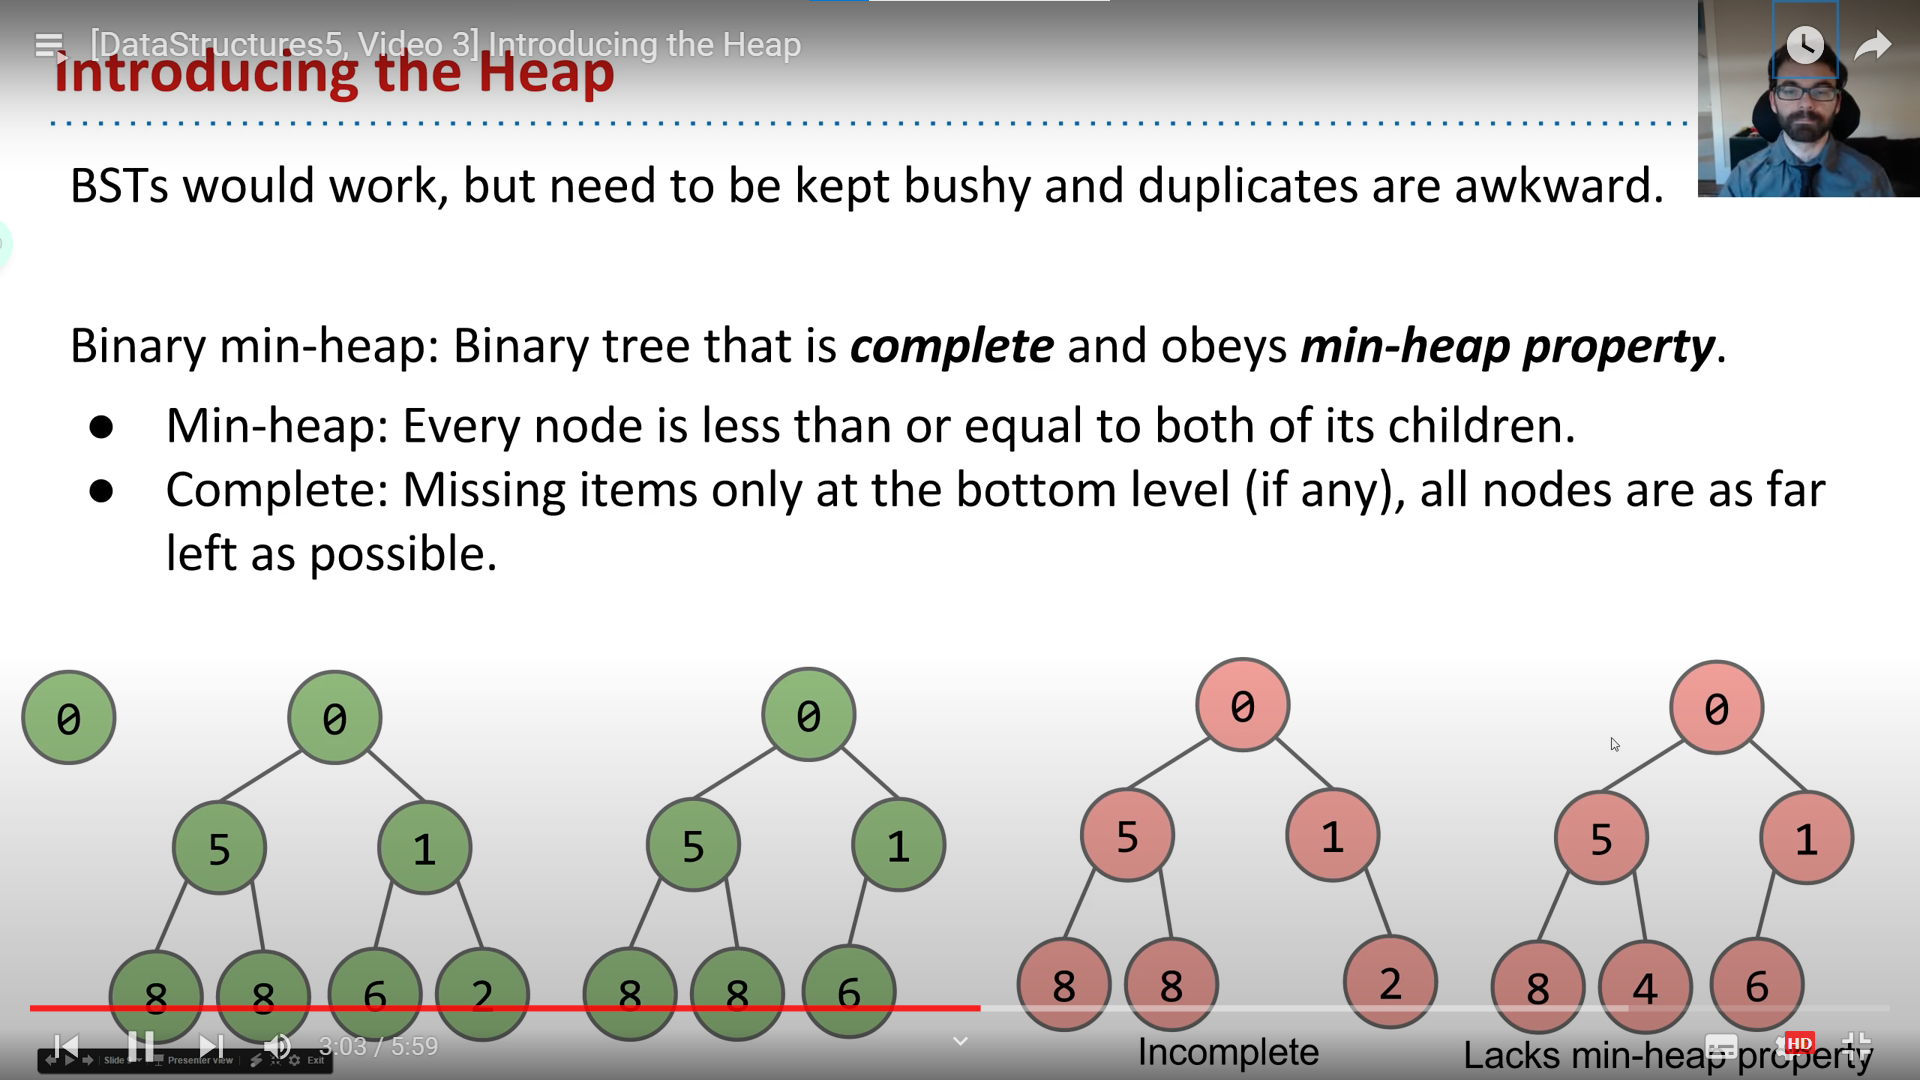 [DataStructures5, Video 3] Introducing the Heap
Introducing the Heap
BSTs would work, but need to be kept bushy and duplicates are awkward.
Binary min-heap: Binary tree that is complete and obeys min-heap property.
● Min-heap: Every node is less than or equal to both of its children.
● Complete: Missing items only at the bottom level (if any), all nodes are as far
left as possible.
0 0 0 0 0
5 1 5 1 5 1 5 1
8 8 6 2 8 8 6 8 8 2 8 4 6
Incomplete Lacks min-heap property
3:03 / 5:59
HD
Slide Presenter view Exit